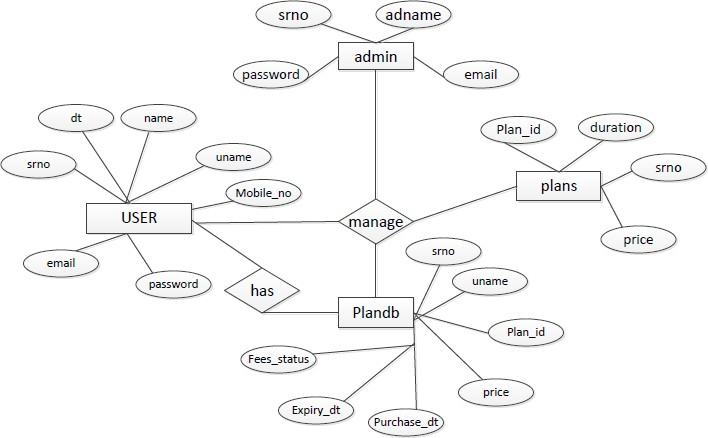 srno
adname
admin
password
email
dt
name
Plan_id
duration
uname
srno
srno
Mobile_no
plans
USER
manage
price
srno
email
password
has
uname
Plandb
Plan_id
Fees_status
price
Expiry_dt
Purchase_dt